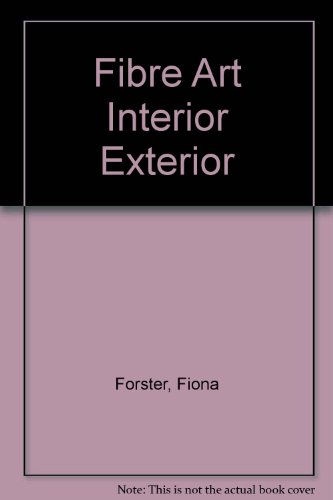 Fibre Art
Interior
Exterior
Forster, Fiona
Note: This is not the actual book cover